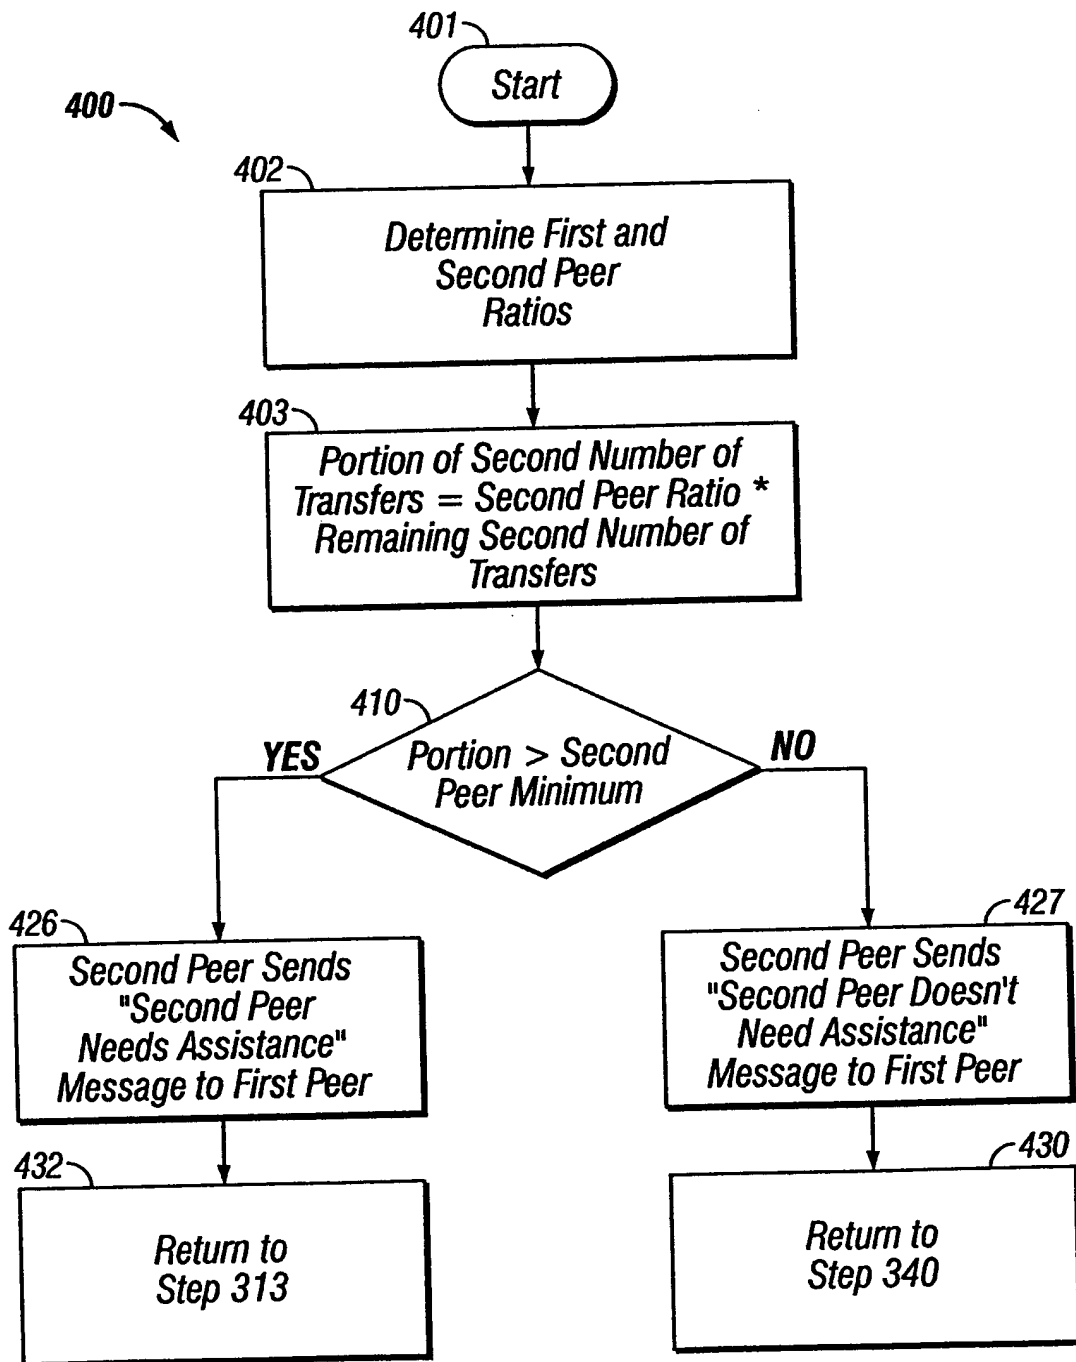 401
Start
400
402
Determine First and
Second Peer
Ratios
403
Portion of Second Number of
Transfers = Second Peer Ratio *
Remaining Second Number of
Transfers
410
YES
Portion > Second
Peer Minimum
NO
426
Second Peer Sends
"Second Peer
Needs Assistance"
Message to First Peer
427
Second Peer Sends
"Second Peer Doesn't
Need Assistance"
Message to First Peer
432
Return to
Step 313
430
Return to
Step 340